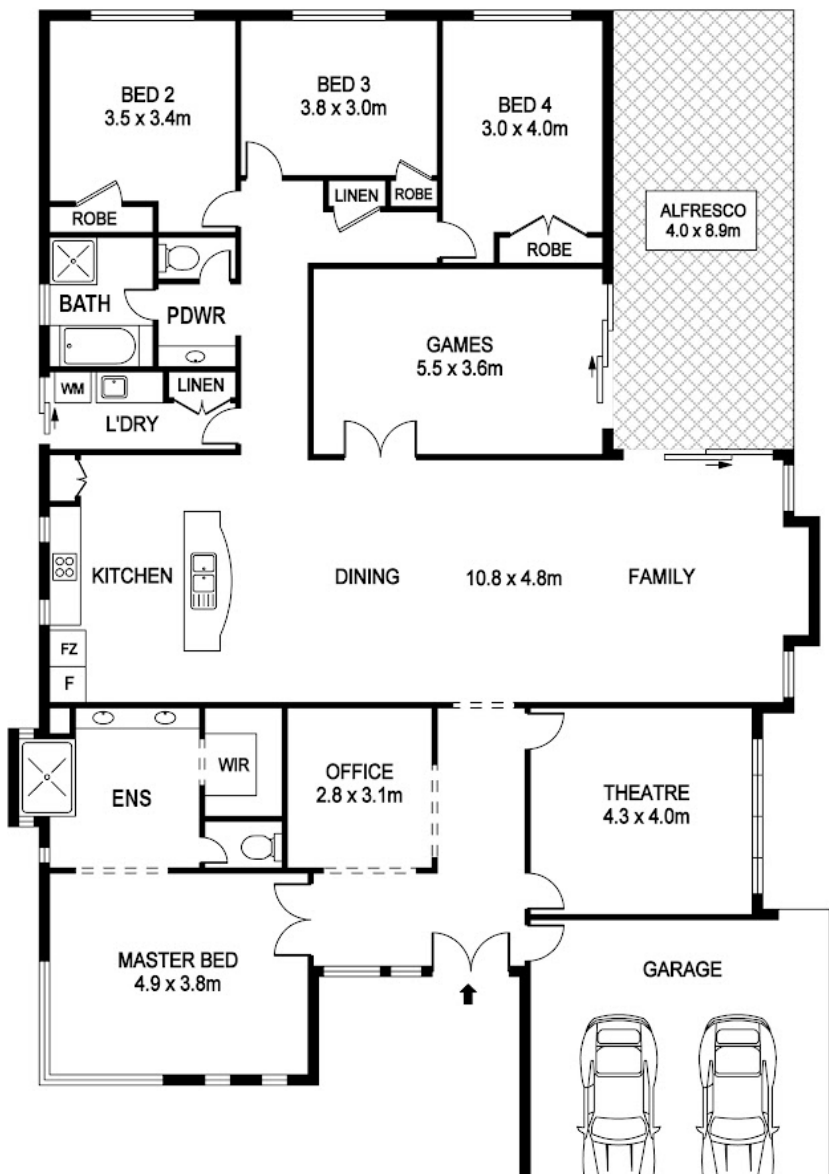 BED 2
3.5 x 3.4m
BED 3
3.8 x 3.0m
BED 4
3.0 x 4.0m
ROBE
LINEN
ROBE
ROBE
ALFRESCO
4.0 x 8.9m
BATH
PDWR
GAMES
5.5 x 3.6m
WM
LINEN
L'DRY
KITCHEN
DINING
10.8 x 4.8m
FAMILY
FZ
F
ENS
WIR
OFFICE
2.8 x 3.1m
THEATRE
4.3 x 4.0m
MASTER BED
4.9 x 3.8m
GARAGE